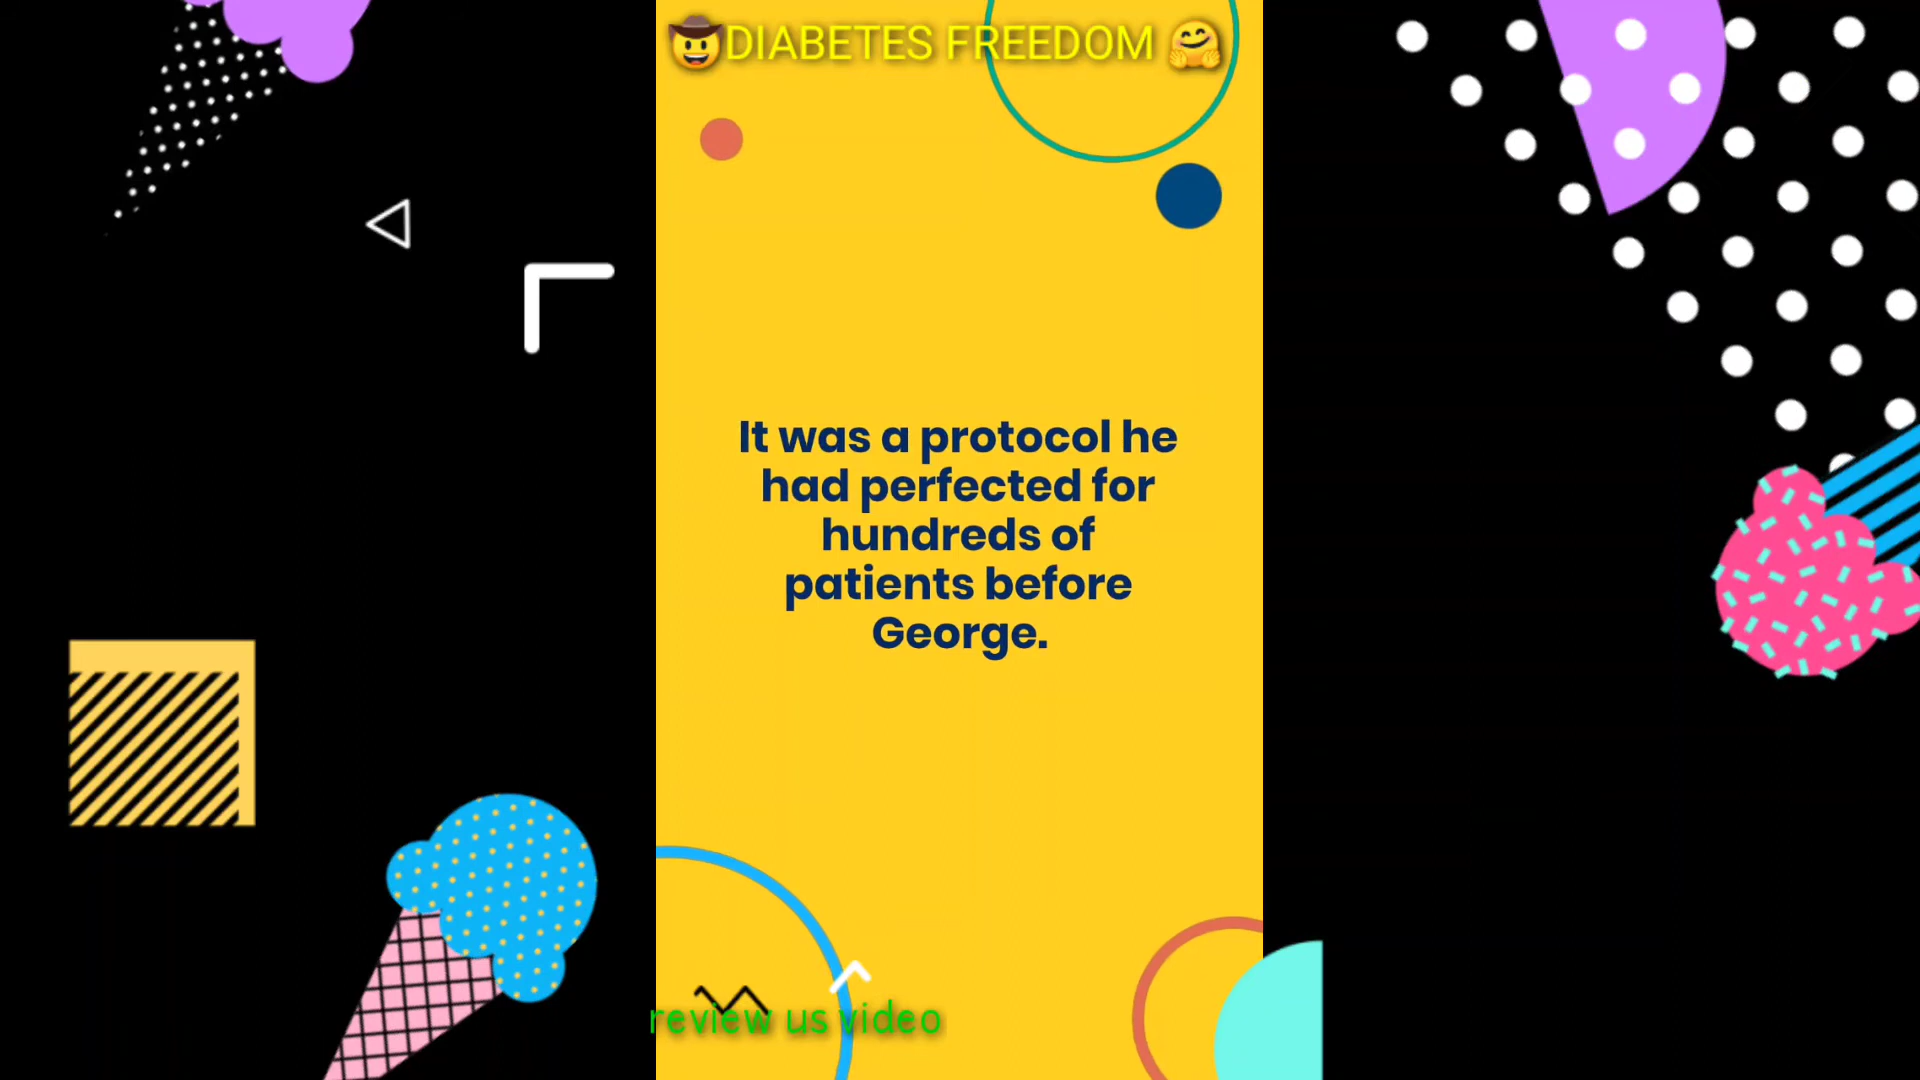 🤠DIABETES FREEDOM 🤗
It was a protocol he
had perfected for
hundreds of
patients before
George.
review us video